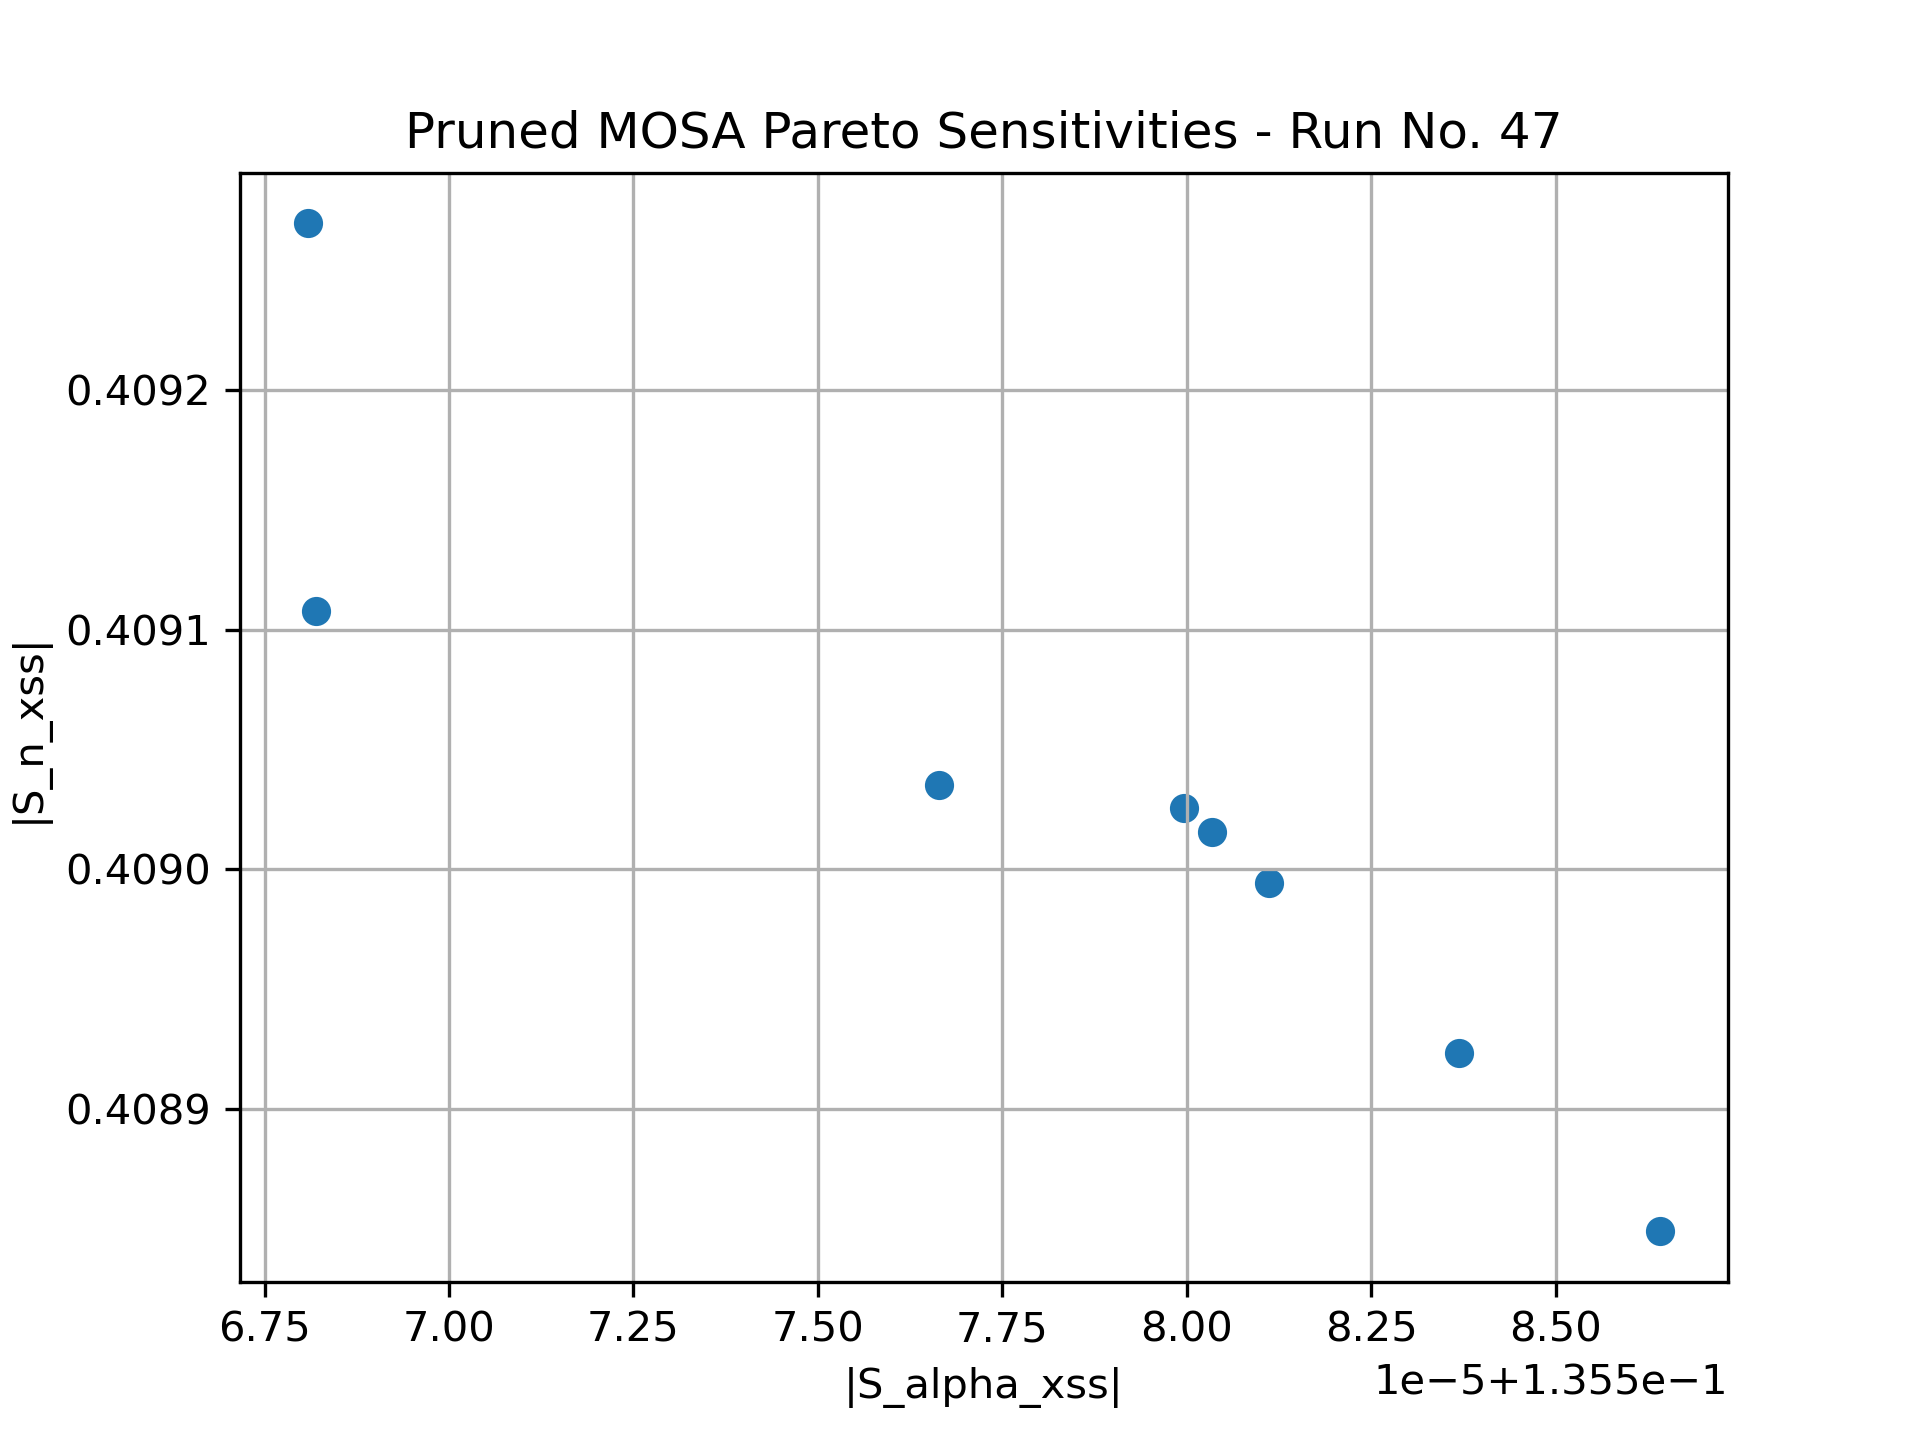 Pruned MOSA Pareto Sensitivities - Run No. 47
|S_n_xss|
0.4092
0.4091
0.4090
0.4089
6.75 7.00 7.25 7.50 7.75 8.00 8.25 8.50
|S_alpha_xss|
1e−5+1.355e−1